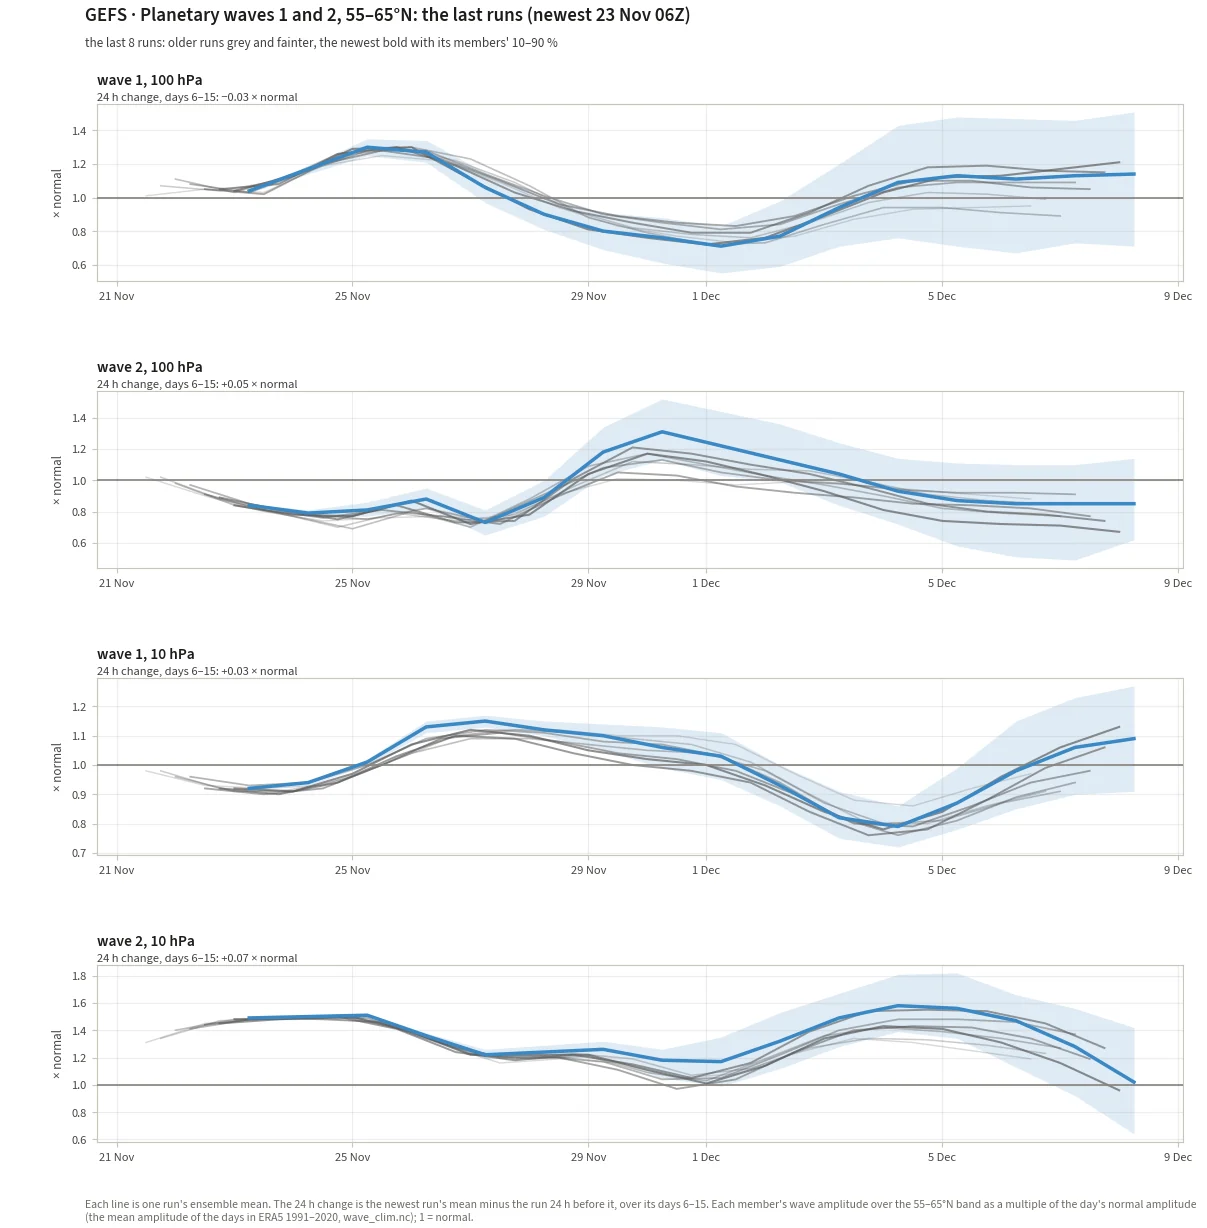 GEFS · Planetary waves 1 and 2, 55–65°N: the last runs (newest 23 Nov 06Z)
the last 8 runs: older runs grey and fainter, the newest bold with its members' 10–90 %
wave 1, 100 hPa
24 h change, days 6–15: −0.03 × normal
1.4
1.2
1.0
0.8
0.6
× normal
21 Nov
25 Nov
29 Nov
1 Dec
5 Dec
9 Dec
wave 2, 100 hPa
24 h change, days 6–15: +0.05 × normal
1.4
1.2
1.0
0.8
0.6
× normal
21 Nov
25 Nov
29 Nov
1 Dec
5 Dec
9 Dec
wave 1, 10 hPa
24 h change, days 6–15: +0.03 × normal
1.2
1.1
1.0
0.9
0.8
0.7
× normal
21 Nov
25 Nov
29 Nov
1 Dec
5 Dec
9 Dec
wave 2, 10 hPa
24 h change, days 6–15: +0.07 × normal
1.8
1.6
1.4
1.2
1.0
0.8
0.6
× normal
21 Nov
25 Nov
29 Nov
1 Dec
5 Dec
9 Dec
Each line is one run's ensemble mean. The 24 h change is the newest run's mean minus the run 24 h before it, over its days 6–15. Each member's wave amplitude over the 55–65°N band as a multiple of the day's normal amplitude
(the mean amplitude of the days in ERA5 1991–2020, wave_clim.nc); 1 = normal.